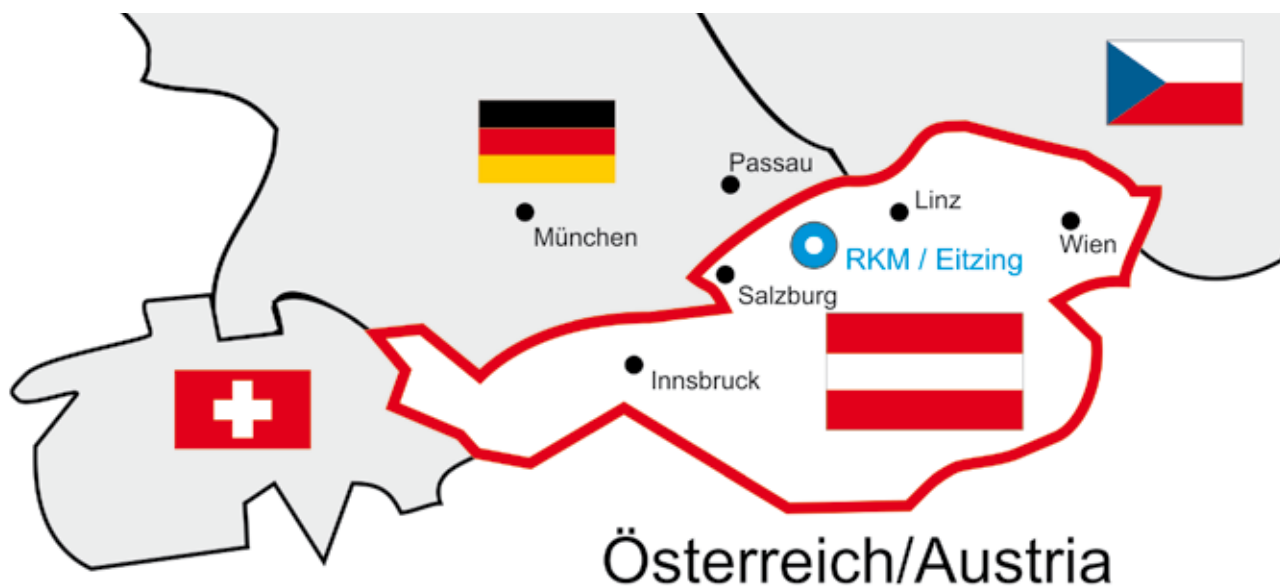 Passau
München
Linz
Wien
RKM / Eitzing
Salzburg
Innsbruck
Österreich/Austria